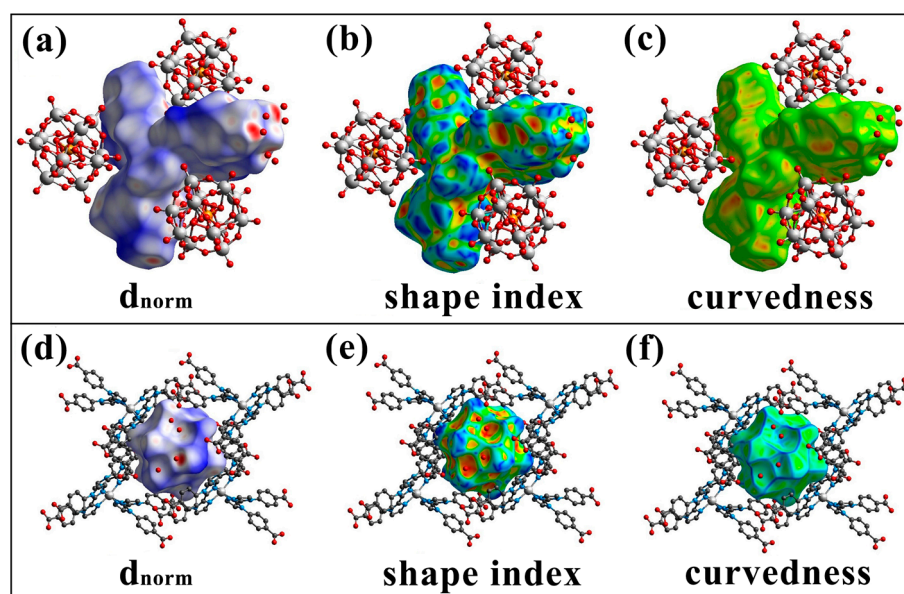 (a) (b) (c)
dnorm shape index curvedness
(d) (e) (f)
dnorm shape index curvedness